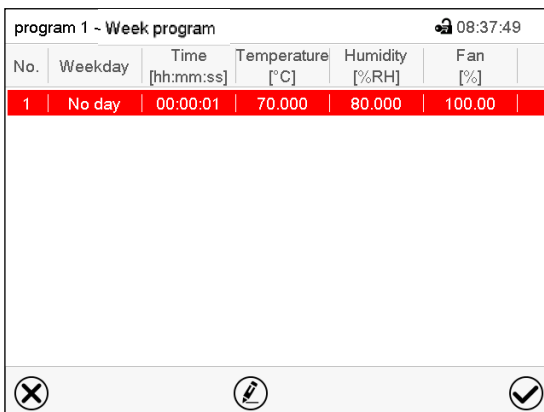 program 1 - Week program 08:37:49
No. Weekday Time [hh:mm:ss] Temperature [°C] Humidity [%RH] Fan [%]
1 No day 00:00:01 70.000 80.000 100.00